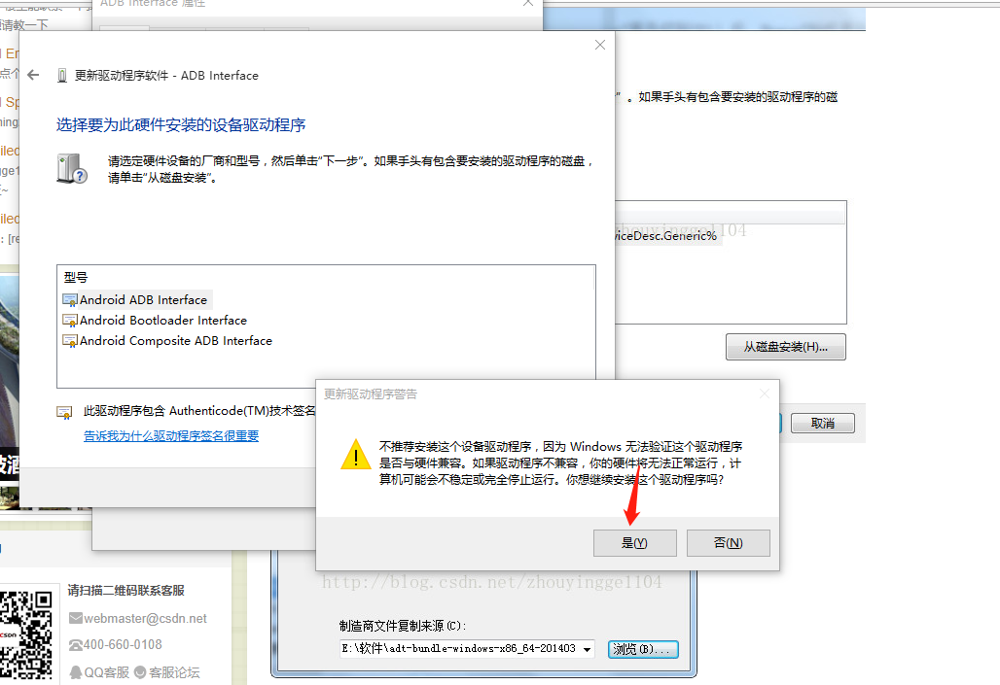 ADB Interface 属性
请教一下
更新驱动程序软件 - ADB Interface
选择要为此硬件安装的设备驱动程序
请选定硬件设备的厂商和型号，然后单击"下一步"。如果手头有包含要安装的驱动程序的磁盘，
请单击"从磁盘安装"。
" 。如果手头有包含要安装的驱动程序的磁
型号
Android ADB Interface
Android Bootloader Interface
Android Composite ADB Interface
zhouyingge1104
viceDesc.Generic%
从磁盘安装(H)...
取消
此驱动程序包含 Authenticode(TM)技术签名
告诉我为什么驱动程序签名很重要
更新驱动程序警告
不推荐安装这个设备驱动程序，因为 Windows 无法验证这个驱动程序
是否与硬件兼容。如果驱动程序不兼容，你的硬件将无法正常运行，计
算机可能会不稳定或完全停止运行。你想继续安装这个驱动程序吗?
是(Y)
否(N)
http://blog.csdn.net/zhouyingge1104
制造商文件复制来源(C):
E:\软件\adt-bundle-windows-x86_64-201403
浏览(B)...
请扫描二维码联系客服
webmaster@csdn.net
400-660-0108
QQ客服 客服论坛